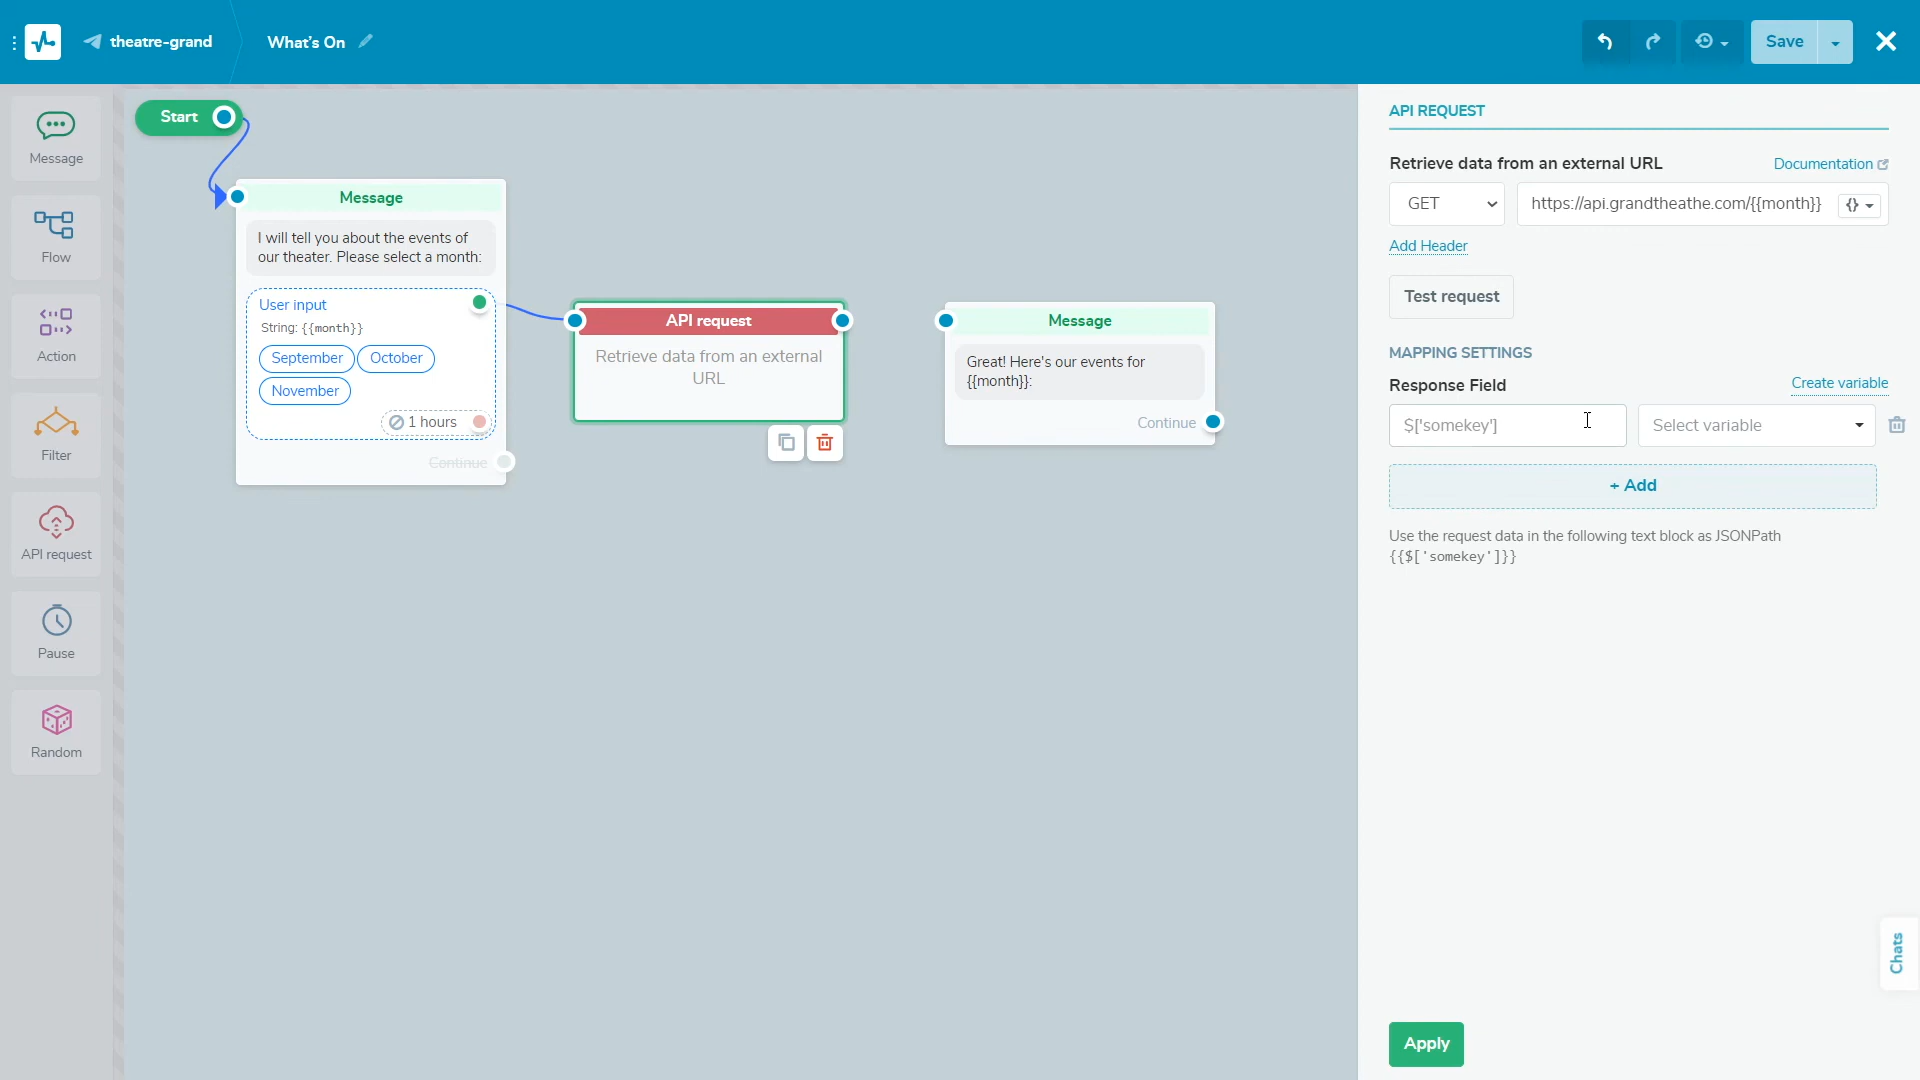 theatre-grand
What's On
Save
Message
Flow
Action
Filter
API request
Pause
Random
Start
Message
I will tell you about the events of
our theater. Please select a month:
User input
String: {{month}}
September
October
November
1 hours
Continue
API request
Retrieve data from an external
URL
Message
Great! Here's our events for
{{month}}:
Continue
API REQUEST
Retrieve data from an external URL
Documentation
GET
https://api.grandtheathe.com/{{month}}
{}
Add Header
Test request
MAPPING SETTINGS
Response Field
Create variable
$['somekey']
Select variable
+ Add
Use the request data in the following text block as JSONPath
{{$['somekey']}}
Chats
Apply